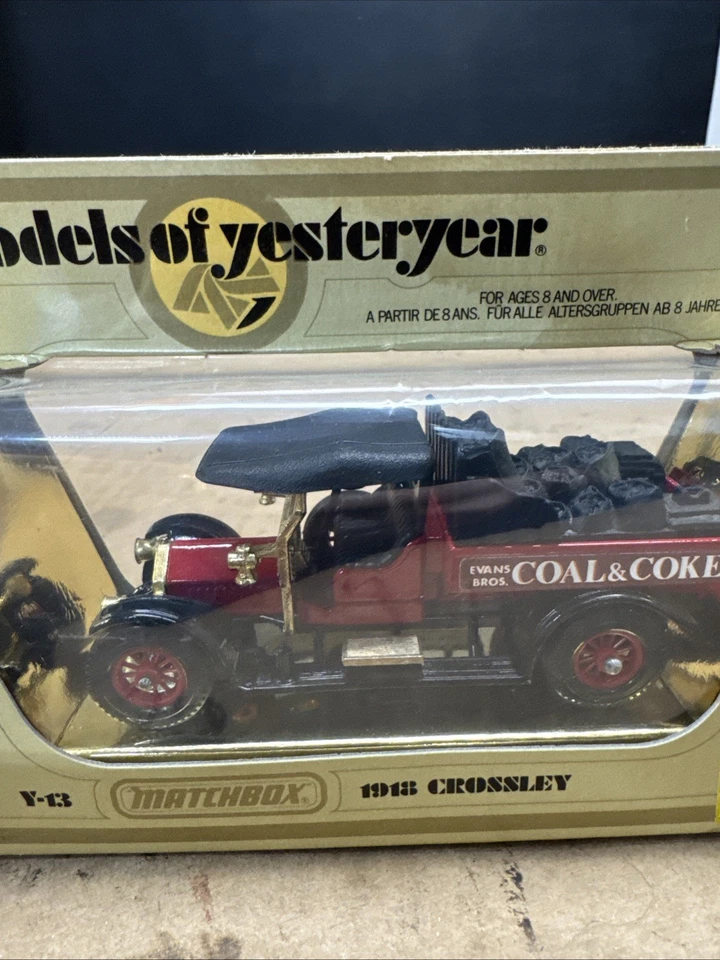 odels of yesteryear®
FOR AGES 8 AND OVER.
A PARTIR DE 8 ANS. FÜR ALLE ALTERSGRUPPEN AB 8 JAHRE
EVANS BROS. COAL & COKE
Y-13
MATCHBOX®
1918 CROSSLEY